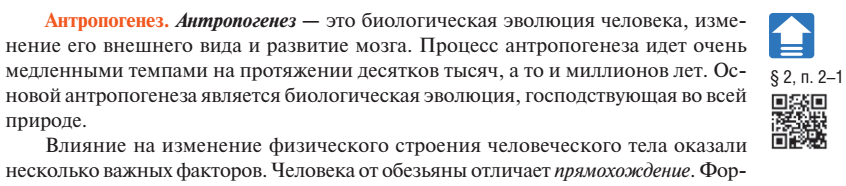 Антропогенез. Антропогенез — это биологическая эволюция человека, изме-
нение его внешнего вида и развитие мозга. Процесс антропогенеза идет очень
медленными темпами на протяжении десятков тысяч, а то и миллионов лет. Ос-
новой антропогенеза является биологическая эволюция, господствующая во всей
природе.
Влияние на изменение физического строения человеческого тела оказали
несколько важных факторов. Человека от обезьяны отличает прямохождение. Фор-
§ 2, п. 2–1